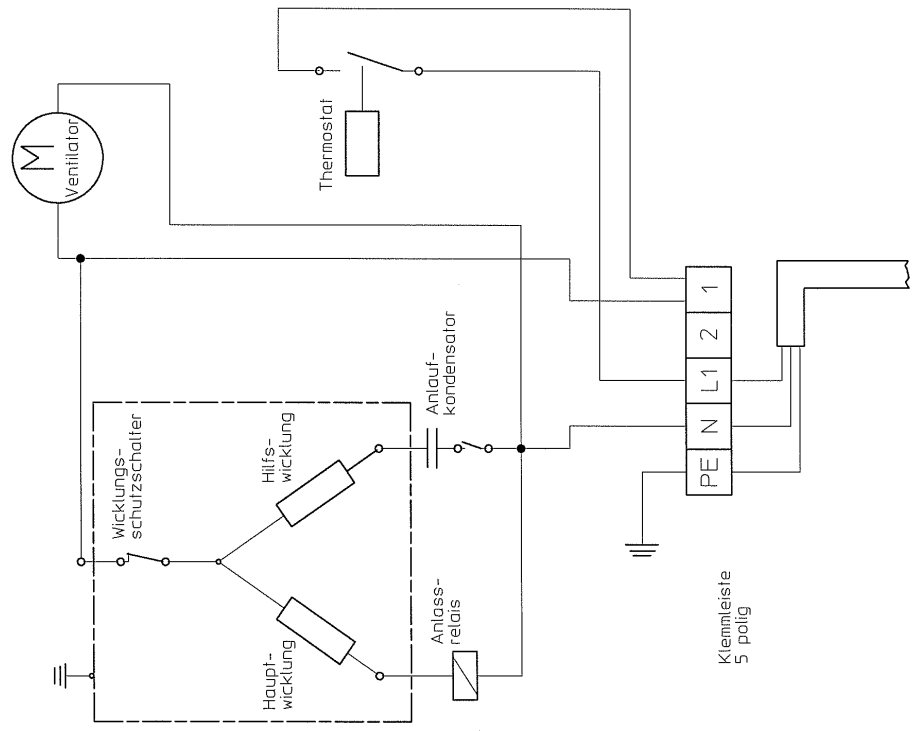 M
Ventilator
Thermostat
Wicklungs-
schutzschalter
Hilfs-
wicklung
Haupt-
wicklung
Anlauf-
kondensator
Anlass-
relais
1
2
L1
N
PE
Klemmleiste
5 polig